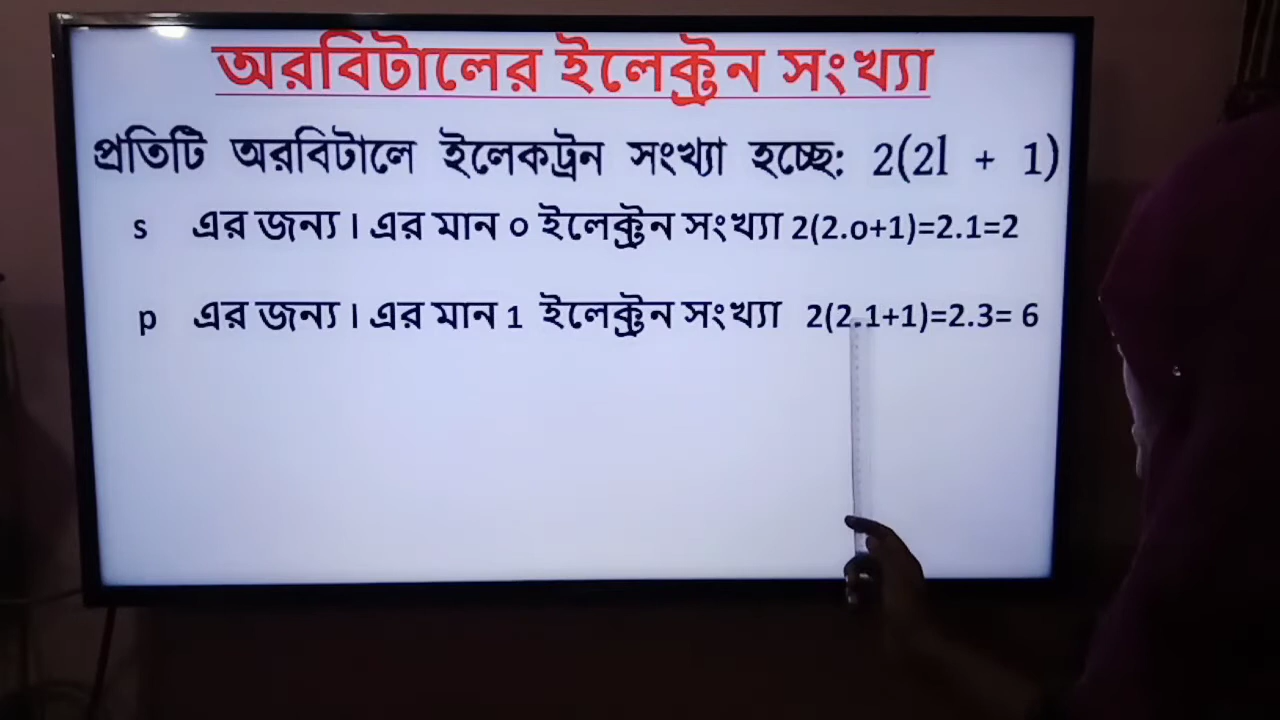 অরবিটালের ইলেক্ট্রন সংখ্যা
প্রতিটি অরবিটালে ইলেকট্রন সংখ্যা হচ্ছে: 2(2l + 1)
s এর জন্য l এর মান ০ ইলেক্ট্রন সংখ্যা 2(2.o+1)=2.1=2
p এর জন্য l এর মান 1 ইলেক্ট্রন সংখ্যা 2(2.1+1)=2.3= 6